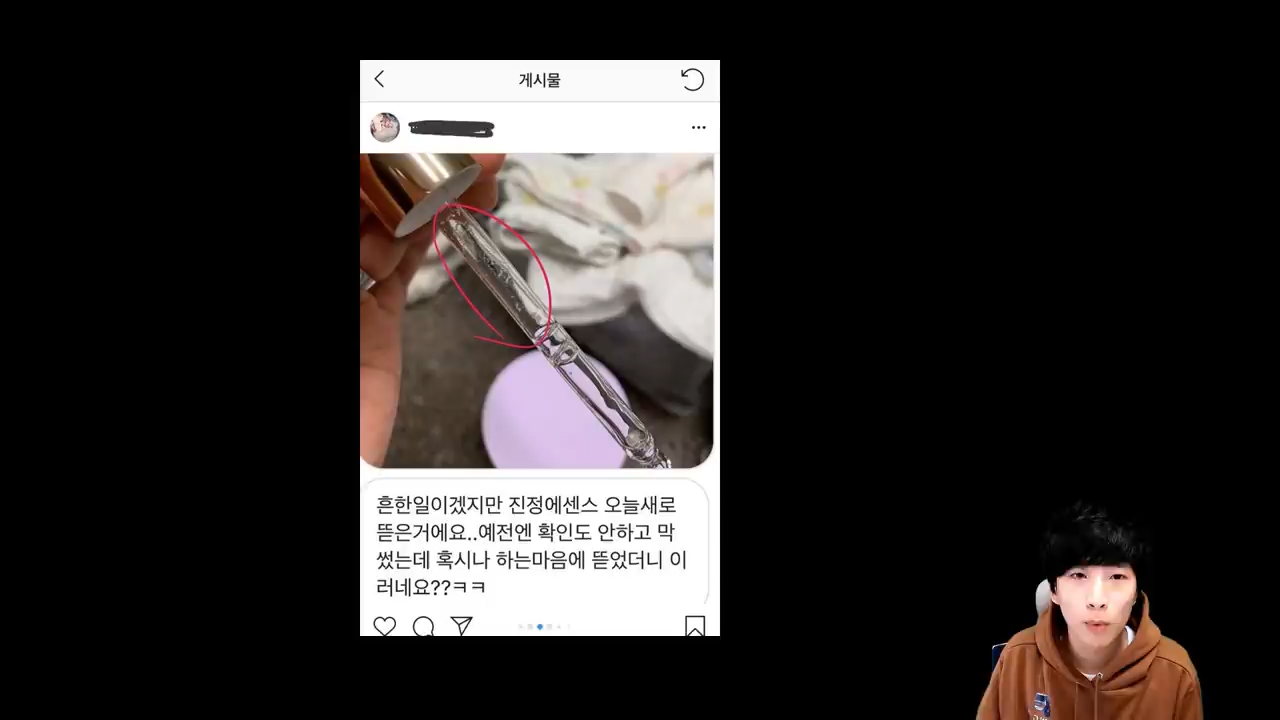 게시물
흔한일이겠지만 진정에센스 오늘새로
뜯은거에요..예전엔 확인도 안하고 막
썼는데 혹시나 하는마음에 뜯었더니 이
러네요??ㅋㅋ